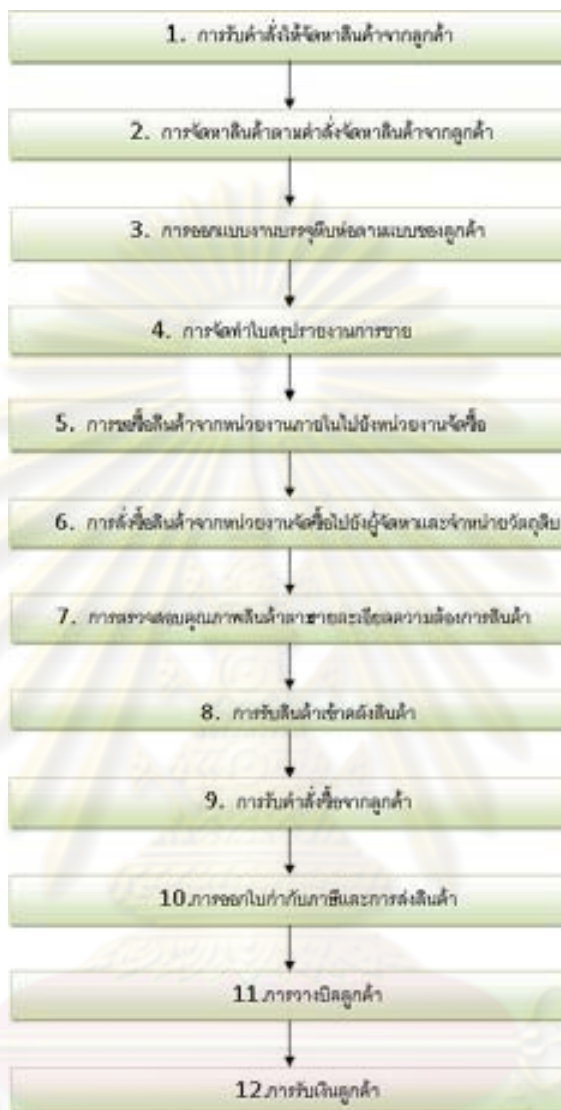 1. การรับคำสั่งให้จัดหาสินค้าจากลูกค้า
2. การจัดหาสินค้าตามคำสั่งจัดหาสินค้าจากลูกค้า
3. การออกแบบงานบรรจุหีบห่อตามแบบของลูกค้า
4. การจัดทำใบสรุปรายงานการขาย
5. การขอซื้อสินค้าจากหน่วยงานภายในไปยังหน่วยงานจัดซื้อ
6. การสั่งซื้อสินค้าจากหน่วยงานจัดซื้อไปยังผู้จัดหาและจำหน่ายวัตถุดิบ
7. การตรวจสอบคุณภาพสินค้าตามรายละเอียดความต้องการสินค้า
8. การรับสินค้าเข้าคลังสินค้า
9. การรับคำสั่งซื้อจากลูกค้า
10.การออกใบกำกับภาษีและการส่งสินค้า
11.การวางบิลลูกค้า
12.การรับเงินลูกค้า